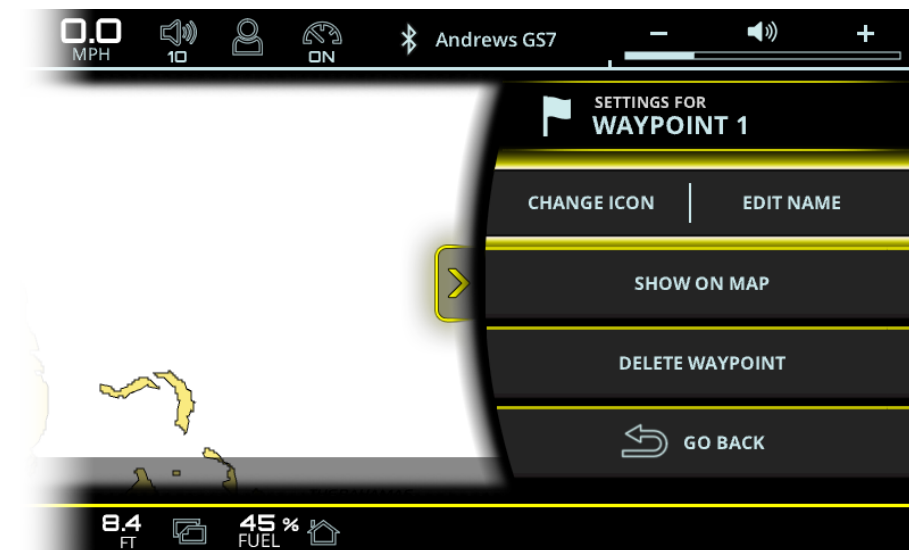 0.0
MPH
10
ON
Andrews GS7
SETTINGS FOR
WAYPOINT 1
CHANGE ICON
EDIT NAME
SHOW ON MAP
DELETE WAYPOINT
GO BACK
8.4
FT
45 %
FUEL